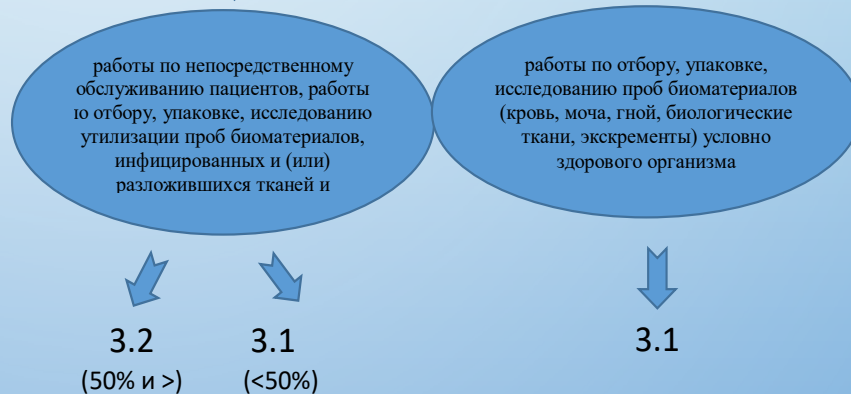 работы по непосредственному
обслуживанию пациентов, работы
ю отбору, упаковке, исследованию
утилизации проб биоматериалов,
инфицированных и (или)
разложившихся тканей и
работы по отбору, упаковке,
исследованию проб биоматериалов
(кровь, моча, гной, биологические
ткани, экскременты) условно
здорового организма
3.2
(50% и >)
3.1
(<50%)
3.1